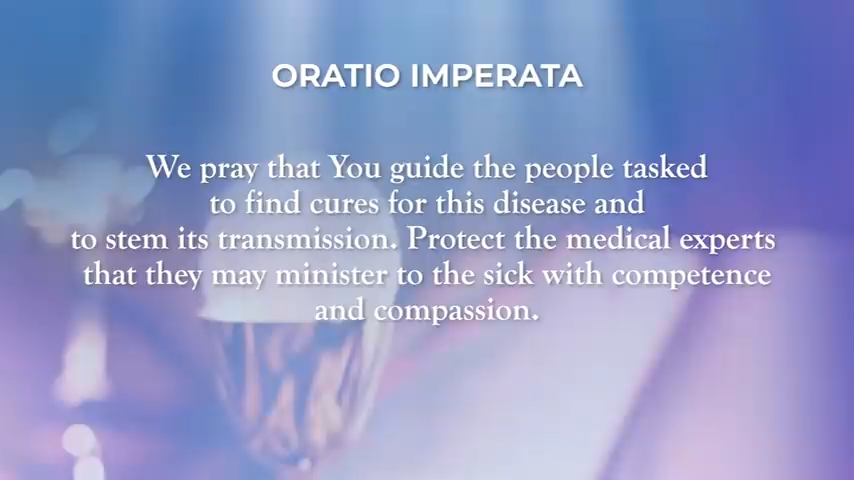 ORATIO IMPERATA
We pray that You guide the people tasked
to find cures for this disease and
to stem its transmission. Protect the medical experts
that they may minister to the sick with competence
and compassion.